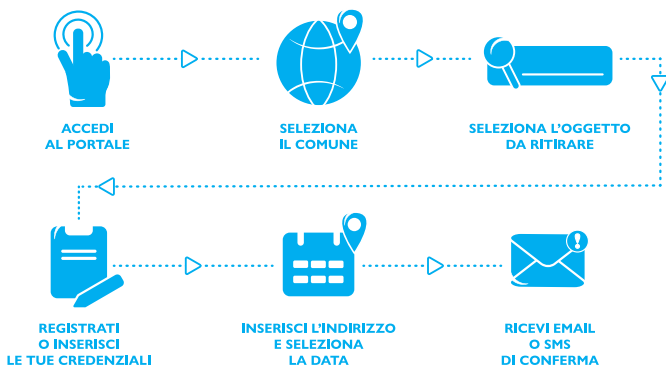 ACCEDI
AL PORTALE
SELEZIONA
IL COMUNE
SELEZIONA L'OGGETTO
DA RITIRARE
REGISTRATI
O INSERISCI
LE TUE CREDENZIALI
INSERISCI L'INDIRIZZO
E SELEZIONA
LA DATA
RICEVI EMAIL
O SMS
DI CONFERMA